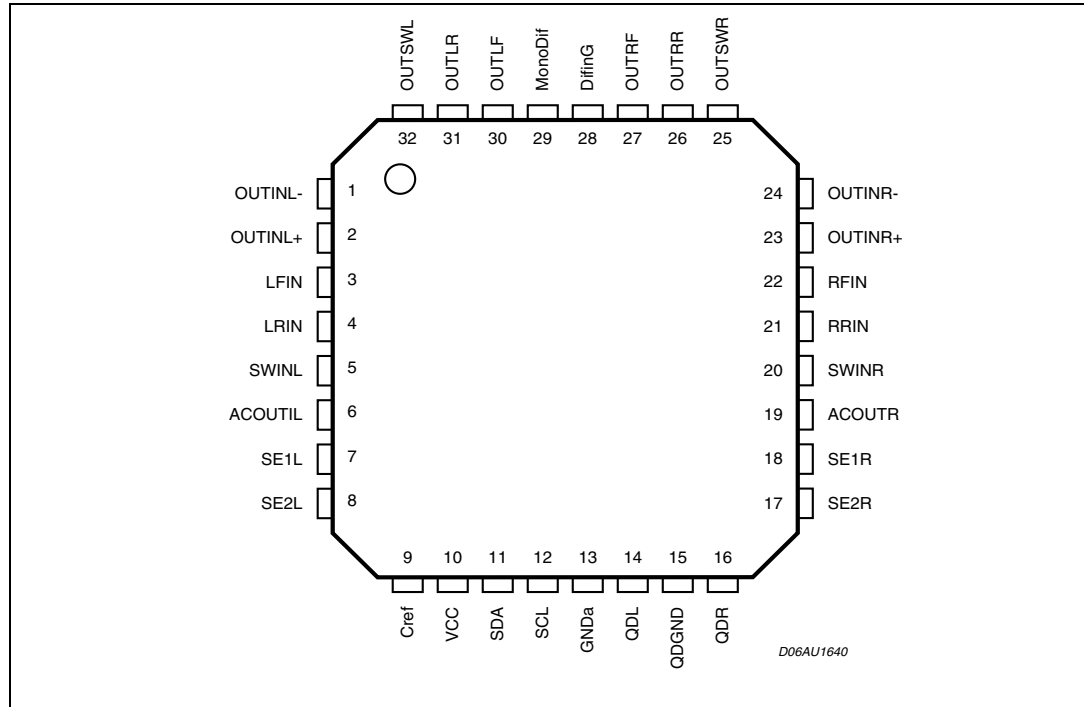 OUTSWL
OUTLR
OUTLF
MonoDif
DifinG
OUTRF
OUTRR
OUTSWR
32 31 30 29 28 27 26 25
OUTINL- 1 24 OUTINR-
OUTINL+ 2 23 OUTINR+
LFIN 3 22 RFIN
LRIN 4 21 RRIN
SWINL 5 20 SWINR
ACOUTIL 6 19 ACOUTR
SE1L 7 18 SE1R
SE2L 8 17 SE2R
9 10 11 12 13 14 15 16
Cref
VCC
SDA
SCL
GNDa
QDL
QDGND
QDR
D06AU1640